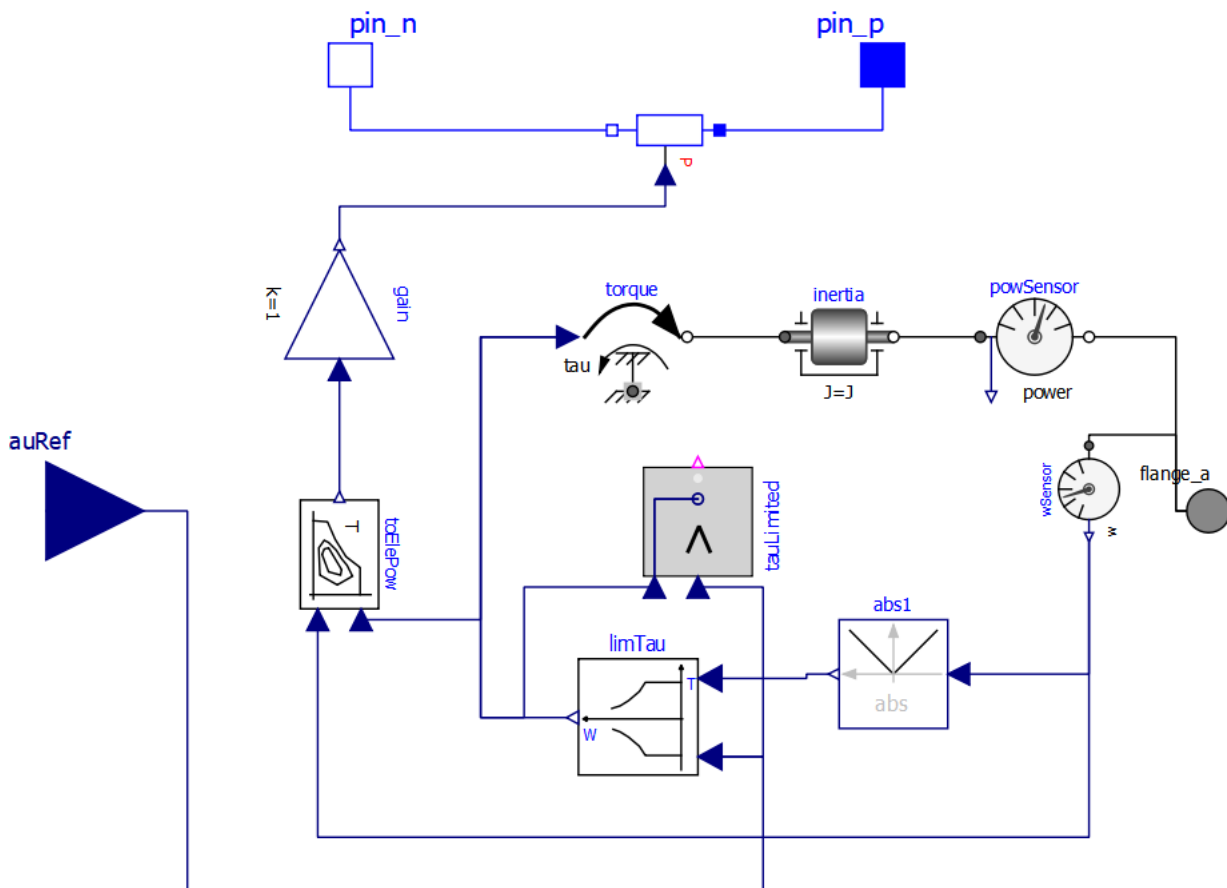 pin_n
pin_p
P
gain
k=1
torque
tau
inertia
J=J
powSensor
power
auRef
wSensor
w
flange_a
tauLimited
<
T
toElePow
abs1
abs
limTau
T
W